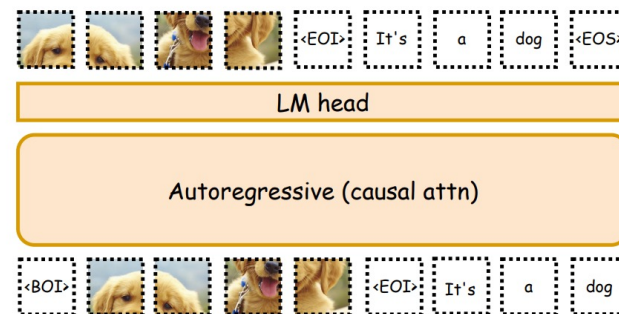 <EOI> It's a dog <EOS>
LM head
Autoregressive (causal attn)
<BOI> <EOI> It's a dog